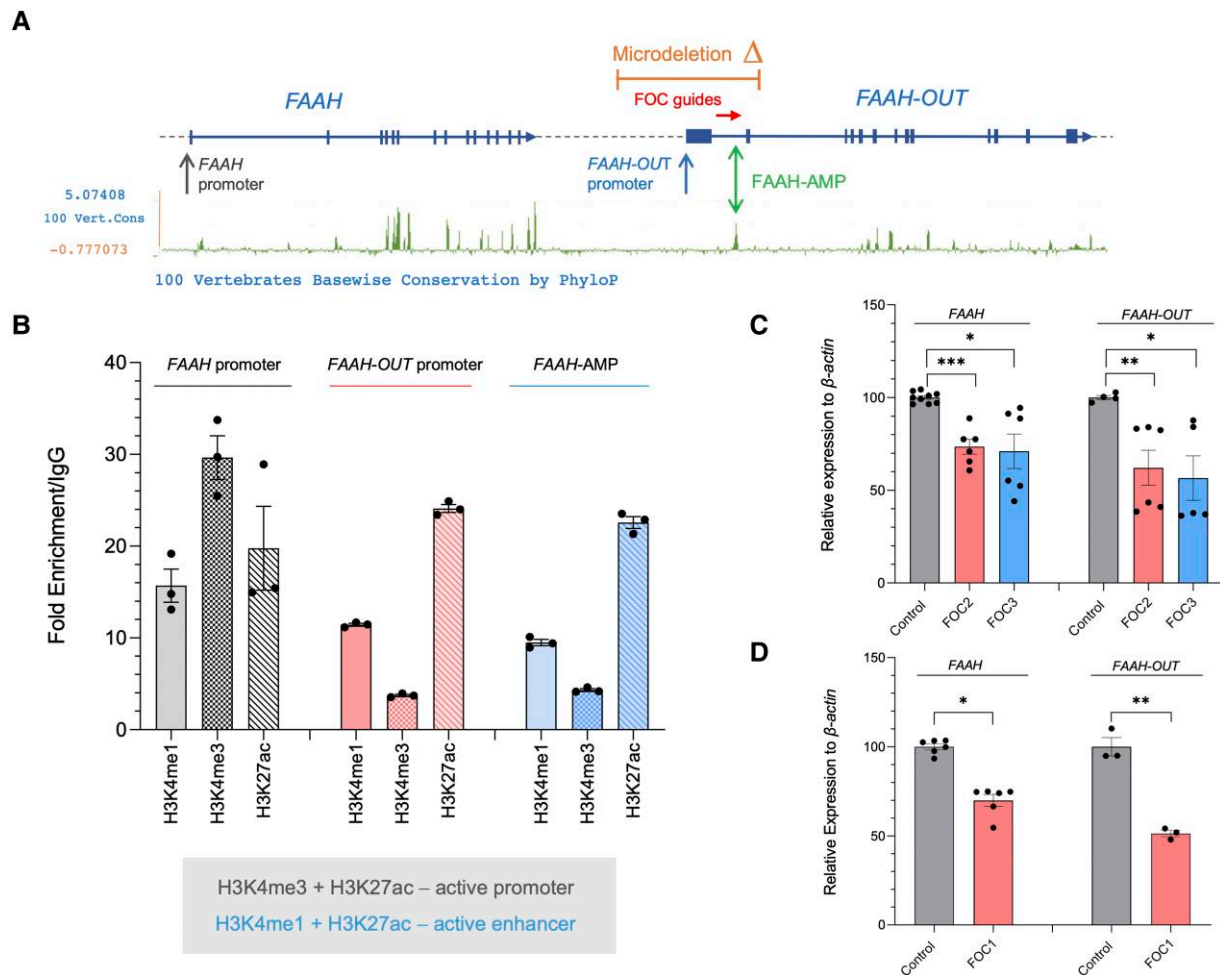 A
Microdeletion Δ
FAAH
FOC guides
FAAH-OUT
FAAH
promoter
FAAH-OUT
promoter
FAAH-AMP
5.07408
100 Vert.Cons
-0.777073
100 Vertebrates Basewise Conservation by PhyloP
B
FAAH promoter
FAAH-OUT promoter
FAAH-AMP
Fold Enrichment/IgG
40
30
20
10
0
H3K4me1
H3K4me3
H3K27ac
H3K4me1
H3K4me3
H3K27ac
H3K4me1
H3K4me3
H3K27ac
H3K4me3 + H3K27ac – active promoter
H3K4me1 + H3K27ac – active enhancer
C
Relative expression to β-actin
150
100
50
0
FAAH
FAAH-OUT
*
***
*
**
Control
FOC2
FOC3
Control
FOC2
FOC3
D
Relative Expression to β-actin
150
100
50
0
FAAH
FAAH-OUT
*
**
Control
FOC1
Control
FOC1